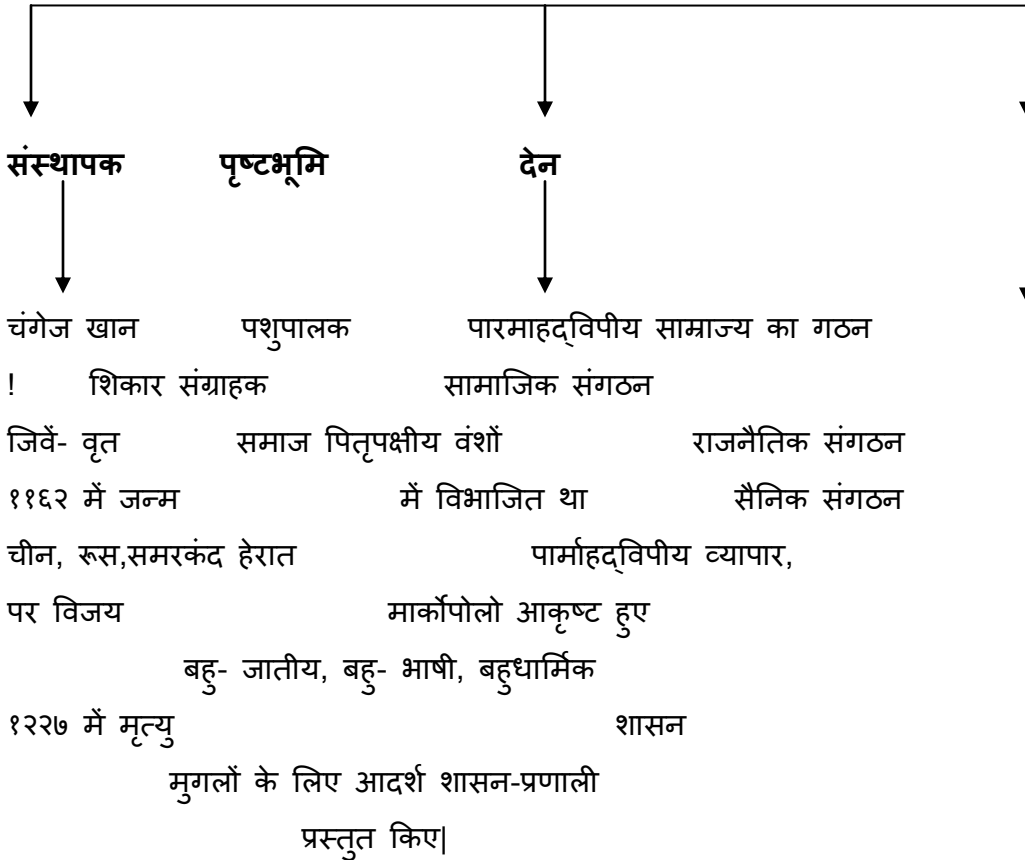 संस्थापक पृष्टभूमि देन
चंगेज खान पशुपालक पारमाहद्विपीय साम्राज्य का गठन
! शिकार संग्राहक सामाजिक संगठन
जिवें- वृत समाज पितृपक्षीय वंशों राजनैतिक संगठन
११६२ में जन्म में विभाजित था सैनिक संगठन
चीन, रूस,समरकंद हेरात पार्माहद्विपीय व्यापार,
पर विजय मार्कोपोलो आकृष्ट हुए
बहु- जातीय, बहु- भाषी, बहुधार्मिक
१२२७ में मृत्यु शासन
मुगलों के लिए आदर्श शासन-प्रणाली
प्रस्तुत किए|